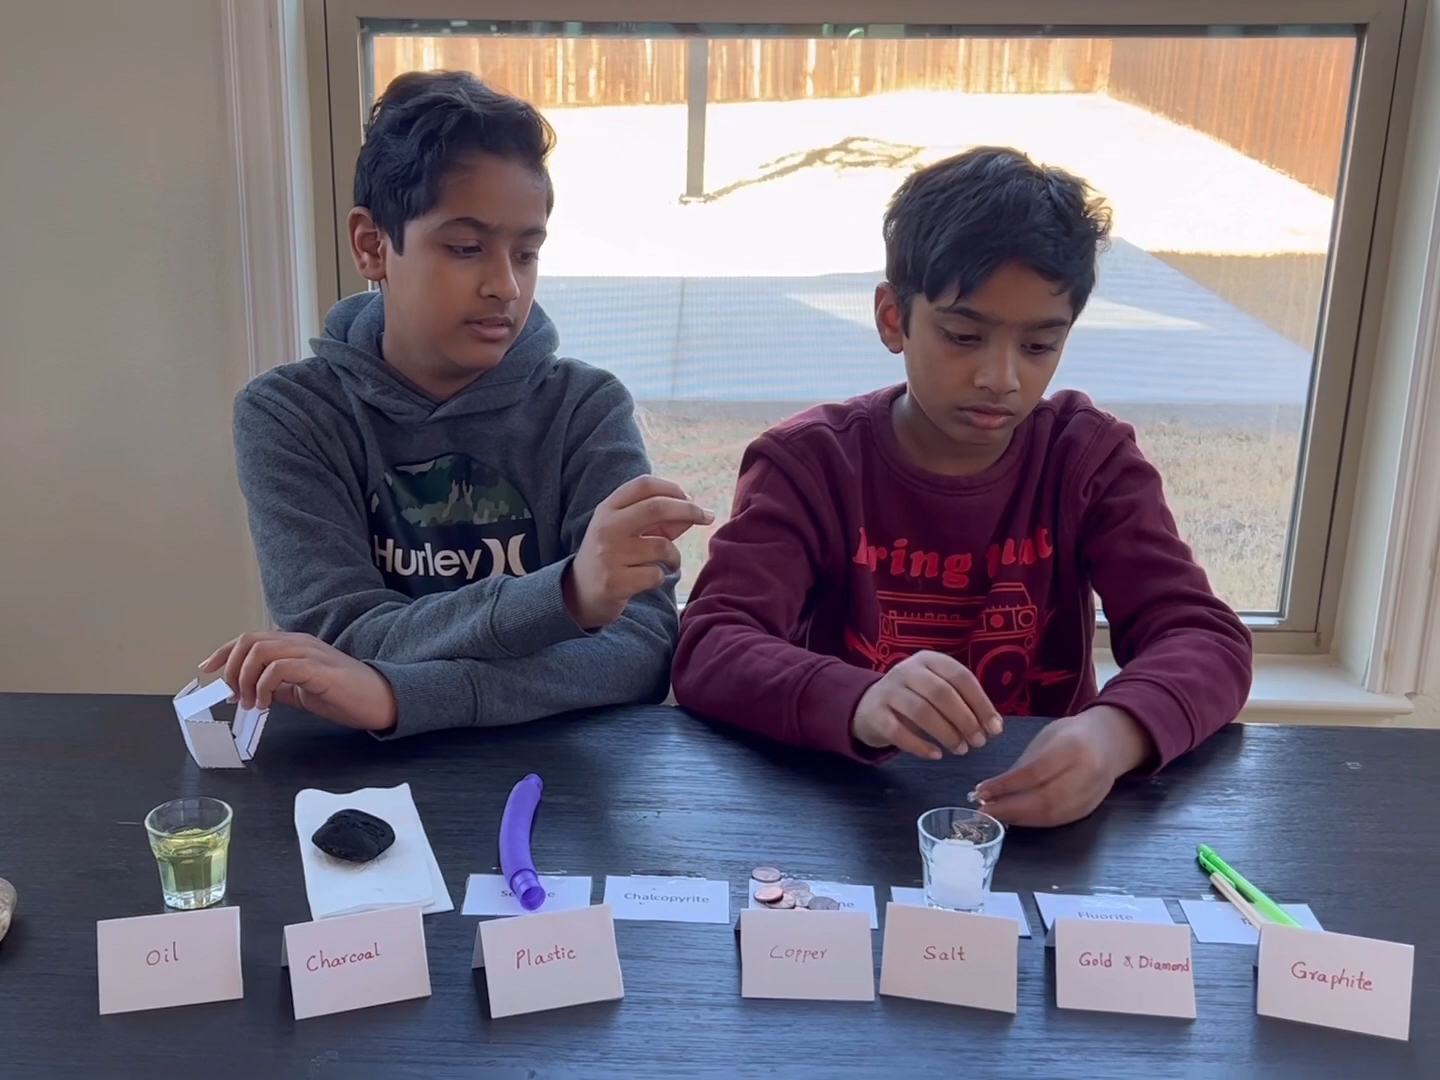 Hurley
Chalcopyrite
Fluorite
Oil
Charcoal
Plastic
Copper
Salt
Gold & Diamond
Graphite